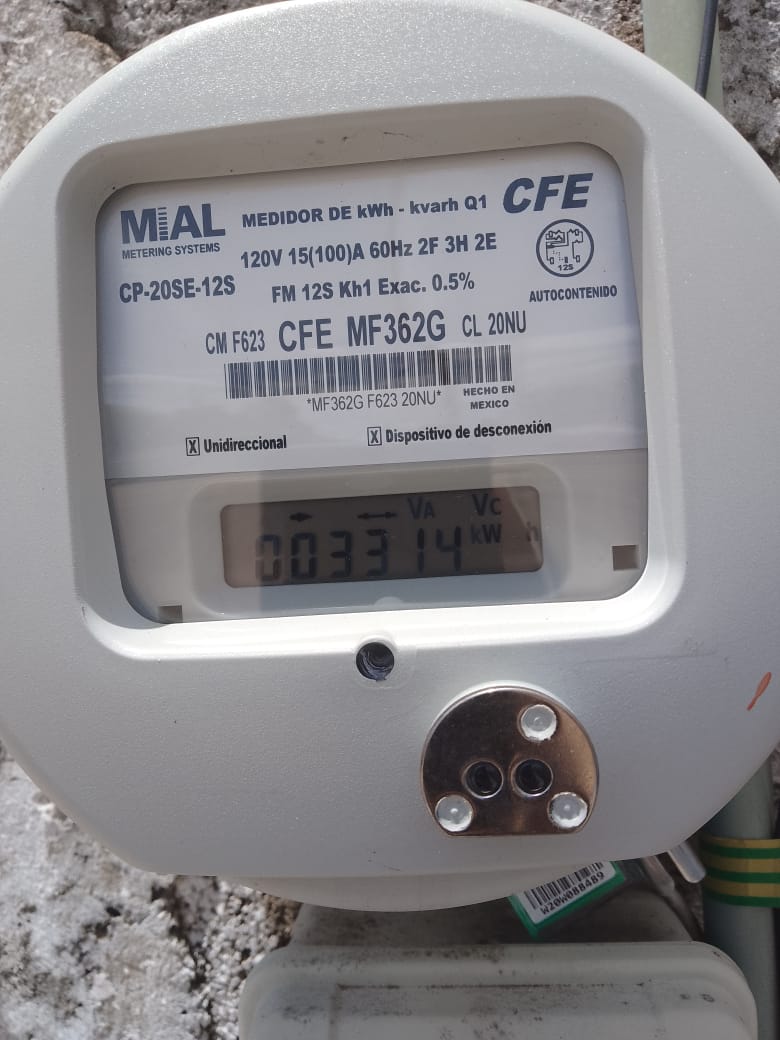 MIAL
METERING SYSTEMS
MEDIDOR DE kWh - kvarh Q1
CFE
120V 15(100)A 60Hz 2F 3H 2E
CP-20SE-12S
FM 12S Kh1 Exac. 0.5%
12S
AUTOCONTENIDO
CM F623 CFE MF362G CL 20NU
*MF362G F623 20NU*
HECHO EN
MEXICO
X Unidireccional
X Dispositivo de desconexión
VA VC
003314 kW h
W20W088489